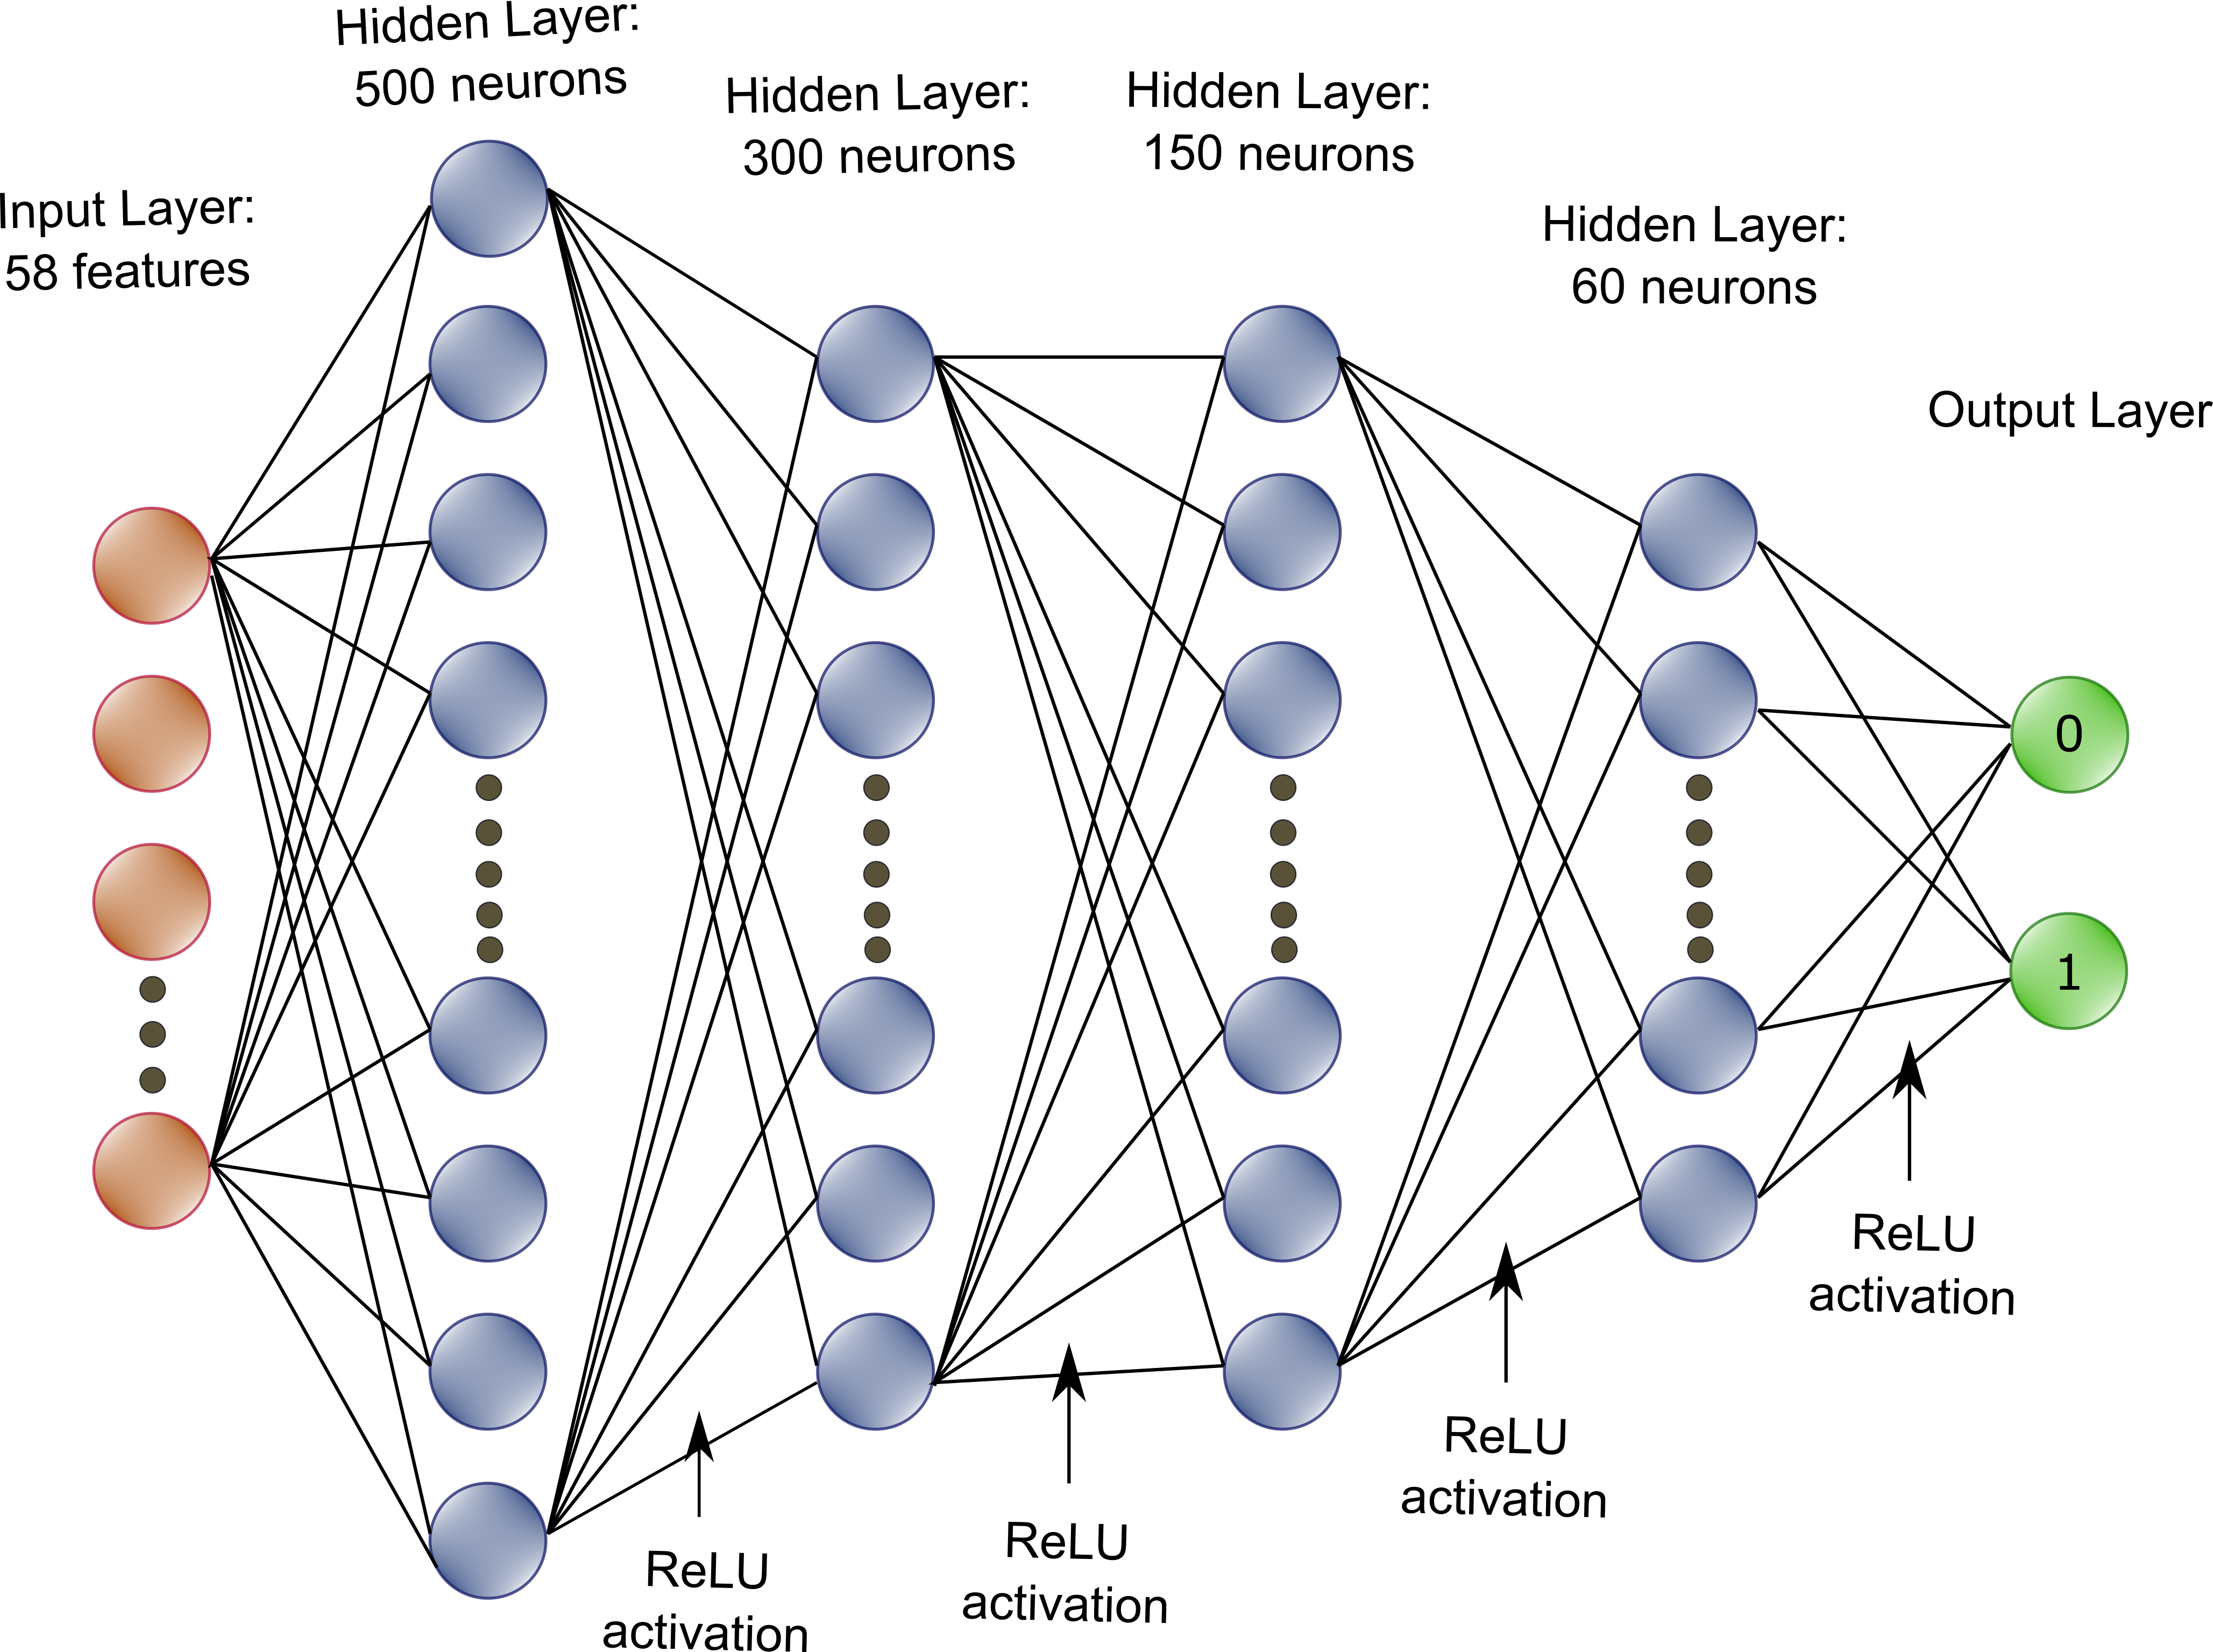 Hidden Layer:
500 neurons
Hidden Layer:
300 neurons
Hidden Layer:
150 neurons
Input Layer:
58 features
Hidden Layer:
60 neurons
Output Layer
0
1
ReLU
activation
ReLU
activation
ReLU
activation
ReLU
activation